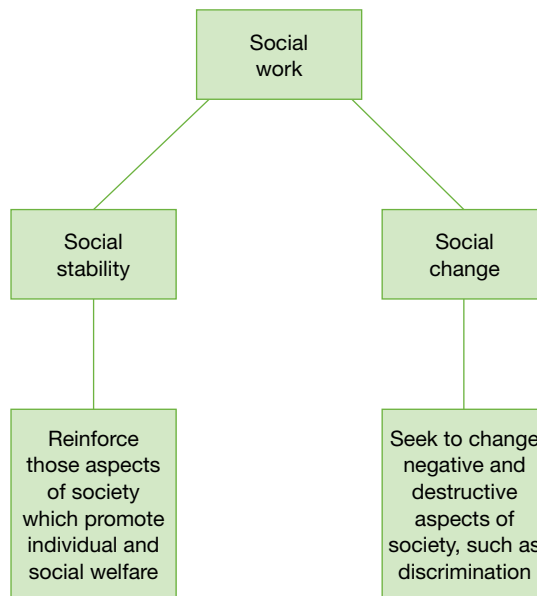 Social
work
Social
stability
Social
change
Reinforce
those aspects
of society
which promote
individual and
social welfare
Seek to change
negative and
destructive
aspects of
society, such as
discrimination